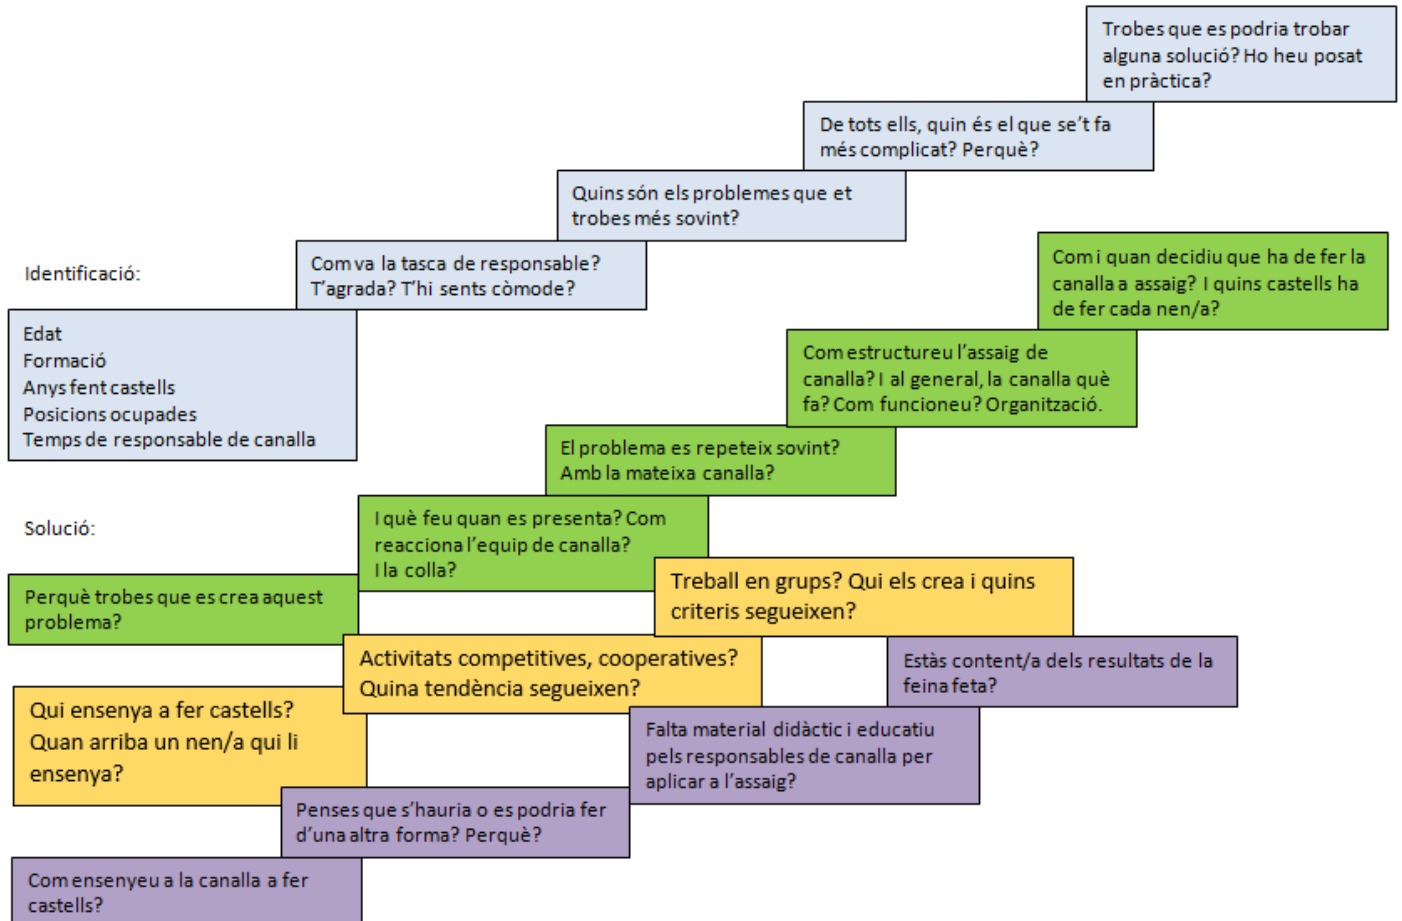 Identificació:
Edat
Formació
Anys fent castells
Posicions ocupades
Temps de responsable de canalla
Com va la tasca de responsable?
T'agrada? T'hi sents còmode?
Quins són els problemes que et
trobes més sovint?
De tots ells, quin és el que se't fa
més complicat? Perquè?
Trobes que es podria trobar
alguna solució? Ho heu posat
en pràctica?
Solució:
Perquè trobes que es crea aquest
problema?
I què feu quan es presenta? Com
reacciona l'equip de canalla?
I la colla?
El problema es repeteix sovint?
Amb la mateixa canalla?
Com estructureu l'assaig de
canalla? I al general, la canalla què
fa? Com funcioneu? Organització.
Com i quan decidiu que ha de fer la
canalla a assaig? I quins castells ha
de fer cada nen/a?
Qui ensenya a fer castells?
Quan arriba un nen/a qui li
ensenya?
Activitats competitives, cooperatives?
Quina tendència segueixen?
Treball en grups? Qui els crea i quins
criteris segueixen?
Com ensenyeu a la canalla a fer
castells?
Penses que s'hauria o es podria fer
d'una altra forma? Perquè?
Falta material didàctic i educatiu
pels responsables de canalla per
aplicar a l'assaig?
Estàs content/a dels resultats de la
feina feta?